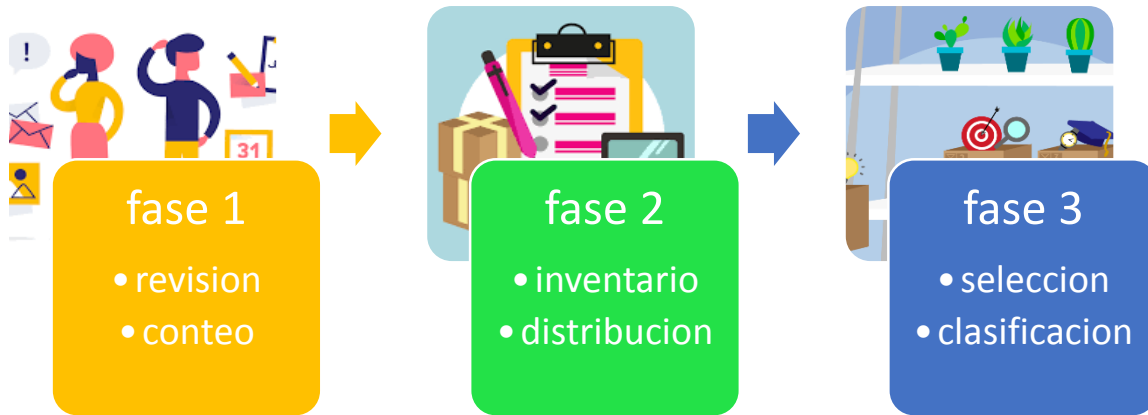 !
31
fase 1
• revision
• conteo
fase 2
• inventario
• distribucion
fase 3
• seleccion
• clasificacion